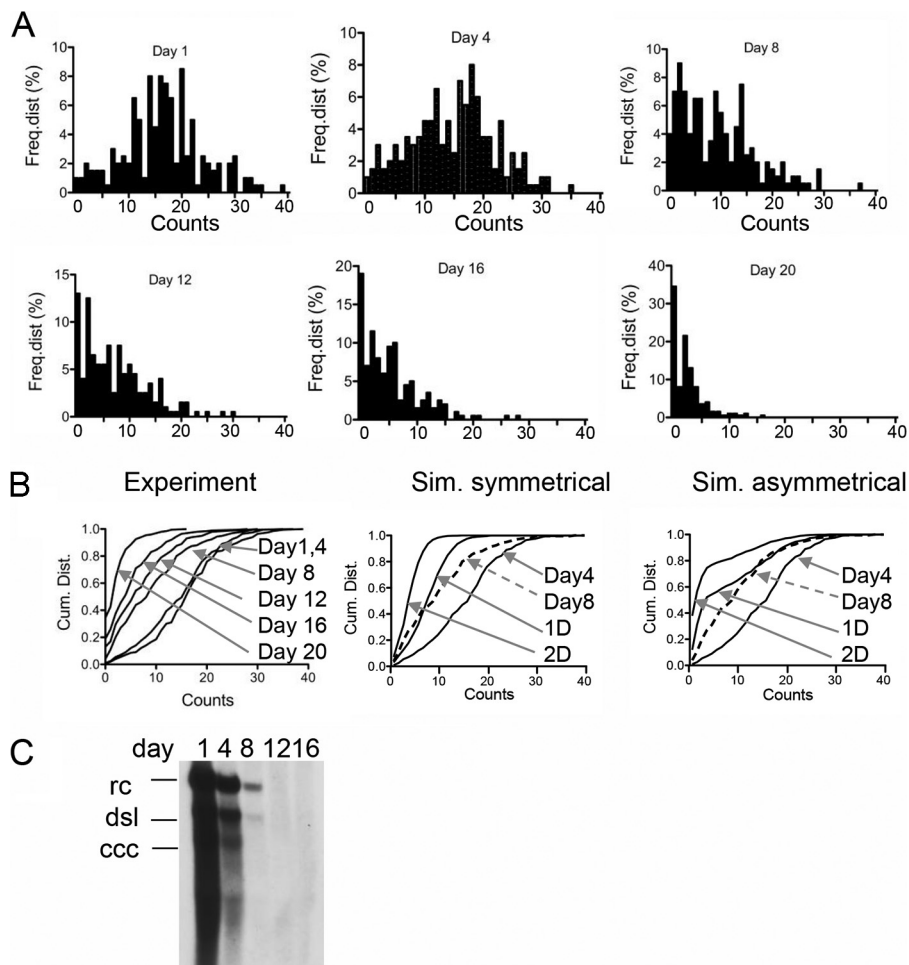 A
Day 1
Freq.dist (%)
10
8
6
4
2
0
0 10 20 30 40
Counts
Day 4
Freq.dist (%)
10
8
6
4
2
0
0 10 20 30 40
Counts
Day 8
Freq.dist (%)
10
8
6
4
2
0
0 10 20 30 40
Counts
Day 12
Freq.dist (%)
15
10
5
0
0 10 20 30 40
Day 16
Freq.dist (%)
20
15
10
5
0
0 10 20 30 40
Day 20
Freq.dist (%)
40
30
20
10
0
0 10 20 30 40
B
Experiment
Cum. Dist.
1.0
0.8
0.6
0.4
0.2
0.0
0 10 20 30 40
Counts
Day1,4
Day 8
Day 12
Day 16
Day 20
Sim. symmetrical
Cum. Dist.
1.0
0.8
0.6
0.4
0.2
0.0
0 10 20 30 40
Counts
Day4
Day8
1D
2D
Sim. asymmetrical
Cum. Dist.
1.0
0.8
0.6
0.4
0.2
0.0
0 10 20 30 40
Counts
Day4
Day8
1D
2D
C
day 1 4 8 12 16
rc
dsl
ccc